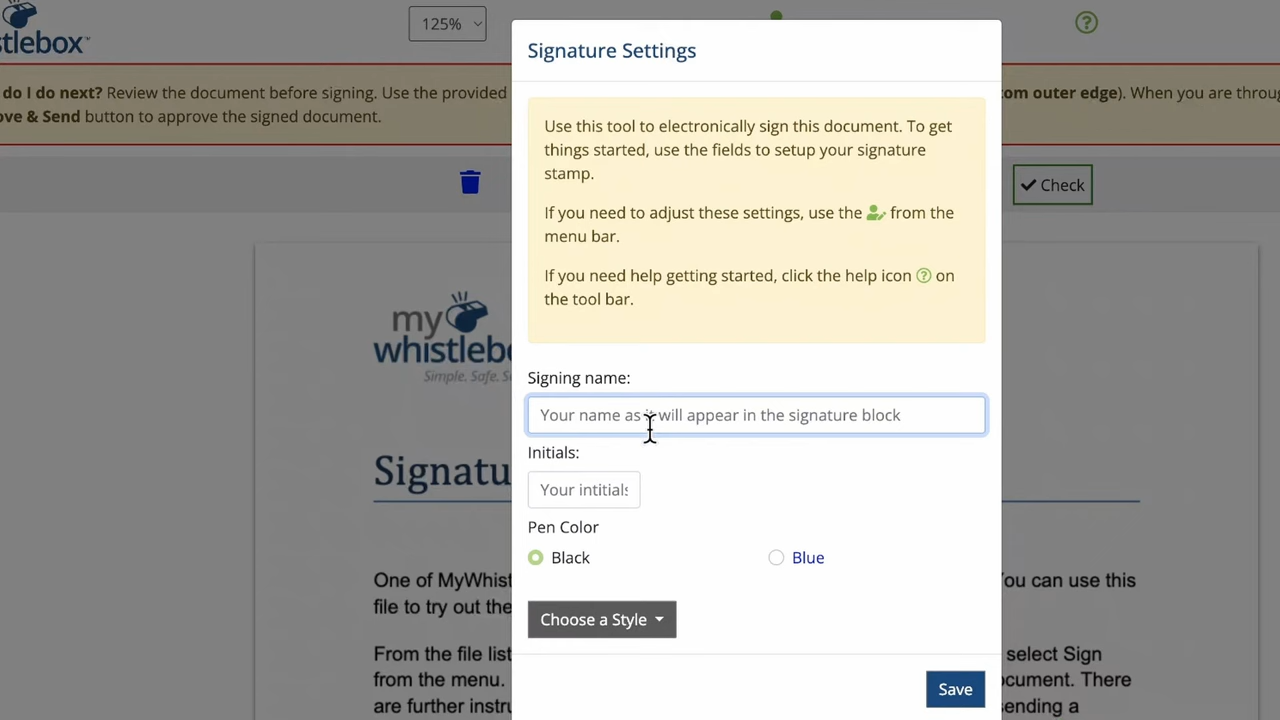 125%
Signature Settings
tlebox™
do I do next? Review the document before signing. Use the provided
om outer edge). When you are throu
ve & Send button to approve the signed document.
Use this tool to electronically sign this document. To get
things started, use the fields to setup your signature
stamp.
Check
If you need to adjust these settings, use the from the
menu bar.
If you need help getting started, click the help icon ? on
the tool bar.
my
whistlebo
Simple. Safe. S
Signing name:
Your name as it will appear in the signature block
Initials:
Signatu
Your intitials
Pen Color
Black
Blue
One of MyWhist
ou can use this
file to try out the
Choose a Style
From the file list
select Sign
from the menu.
ocument. There
are further instru
ending a
Save